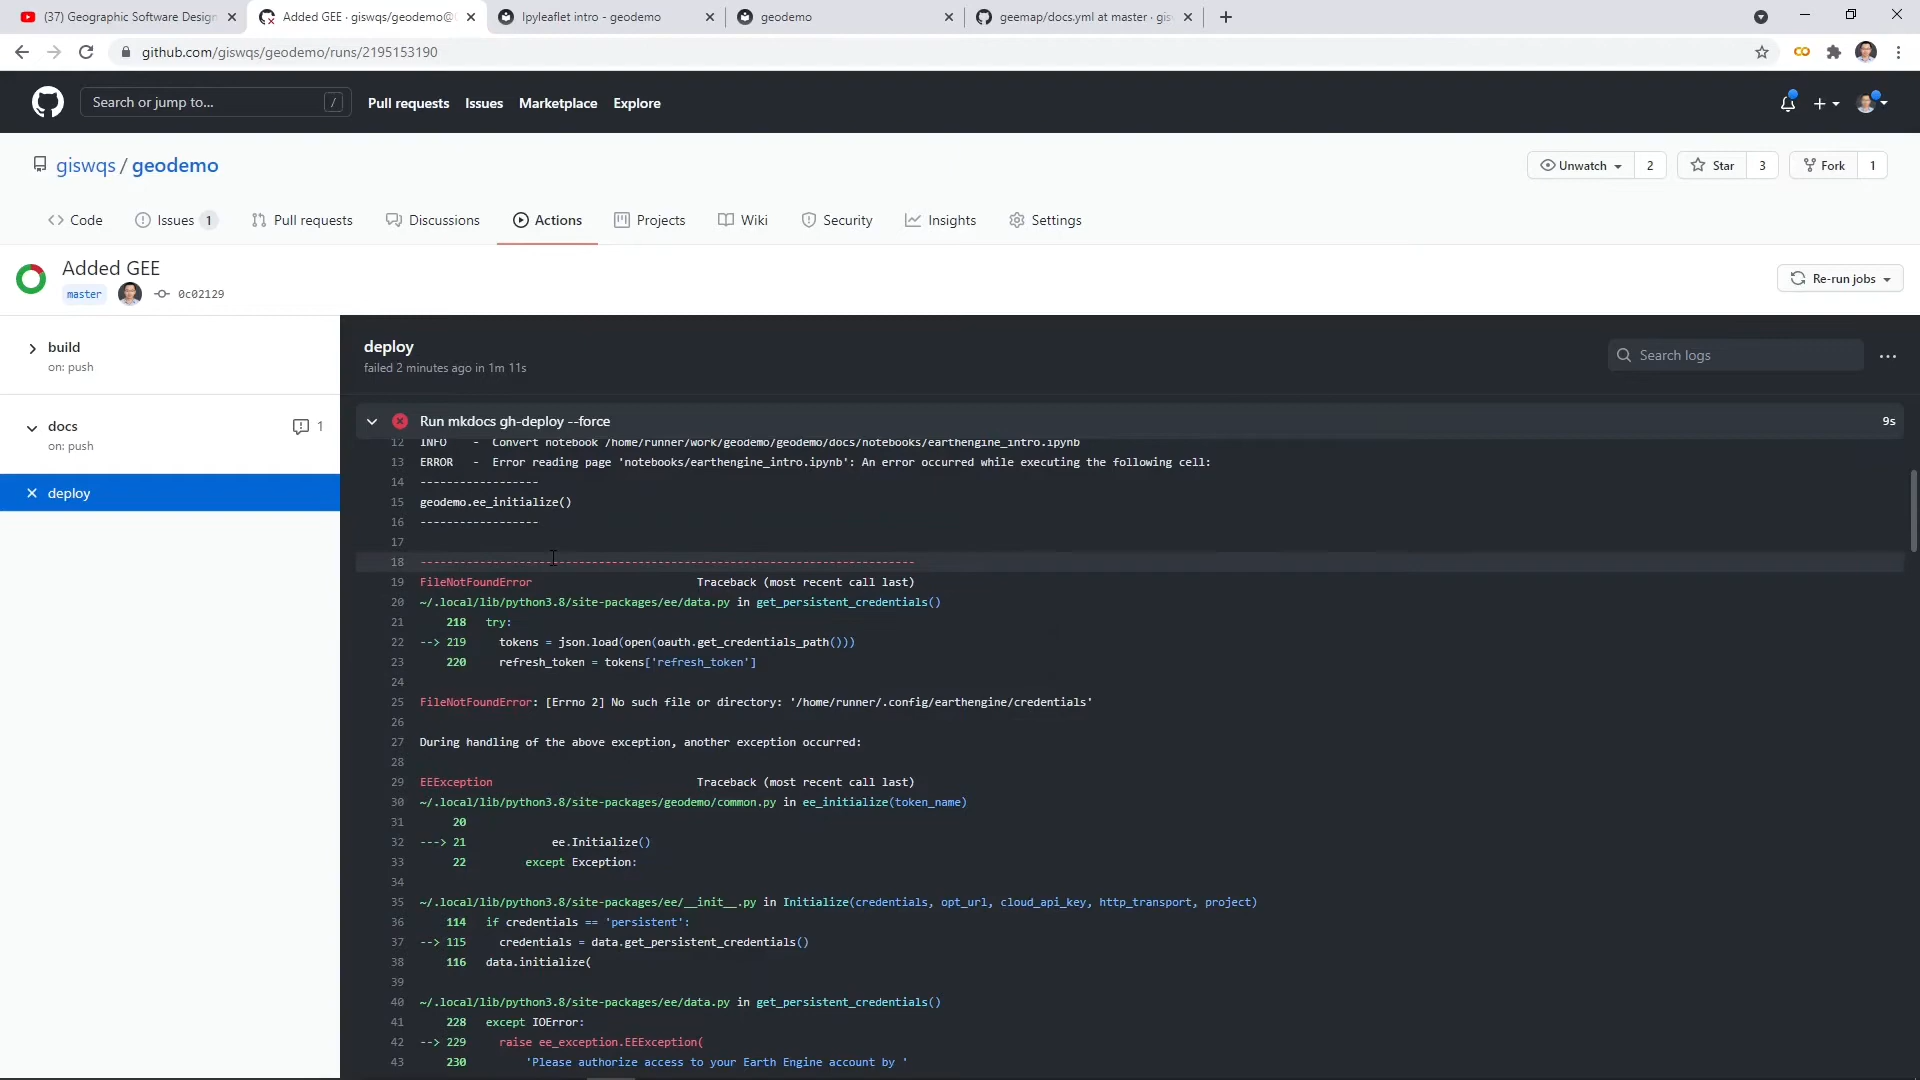 (37) Geographic Software Design
Added GEE · giswqs/geodemo@
Ipyleaflet intro - geodemo
geodemo
geemap/docs.yml at master · gis
github.com/giswqs/geodemo/runs/2195153190
Search or jump to...
/
Pull requests
Issues
Marketplace
Explore
giswqs / geodemo
Unwatch
2
Star
3
Fork
1
Code
Issues 1
Pull requests
Discussions
Actions
Projects
Wiki
Security
Insights
Settings
Added GEE
master
0c02129
Re-run jobs
build
on: push
docs
1
on: push
deploy
deploy
failed 2 minutes ago in 1m 11s
Search logs
Run mkdocs gh-deploy --force
9s
12 INFO - Convert notebook /home/runner/work/geodemo/geodemo/docs/notebooks/earthengine_intro.ipynb
13 ERROR - Error reading page 'notebooks/earthengine_intro.ipynb': An error occurred while executing the following cell:
14 ------------------
15 geodemo.ee_initialize()
16 ------------------
17
18 ---------------------------------------------------------------------------
19 FileNotFoundError Traceback (most recent call last)
20 ~/.local/lib/python3.8/site-packages/ee/data.py in get_persistent_credentials()
21 218 try:
22 --> 219 tokens = json.load(open(oauth.get_credentials_path()))
23 220 refresh_token = tokens['refresh_token']
24
25 FileNotFoundError: [Errno 2] No such file or directory: '/home/runner/.config/earthengine/credentials'
26
27 During handling of the above exception, another exception occurred:
28
29 EEException Traceback (most recent call last)
30 ~/.local/lib/python3.8/site-packages/geodemo/common.py in ee_initialize(token_name)
31 20
32 ---> 21 ee.Initialize()
33 22 except Exception:
34
35 ~/.local/lib/python3.8/site-packages/ee/__init__.py in Initialize(credentials, opt_url, cloud_api_key, http_transport, project)
36 114 if credentials == 'persistent':
37 --> 115 credentials = data.get_persistent_credentials()
38 116 data.initialize(
39
40 ~/.local/lib/python3.8/site-packages/ee/data.py in get_persistent_credentials()
41 228 except IOError:
42 --> 229 raise ee_exception.EEException(
43 230 'Please authorize access to your Earth Engine account by '